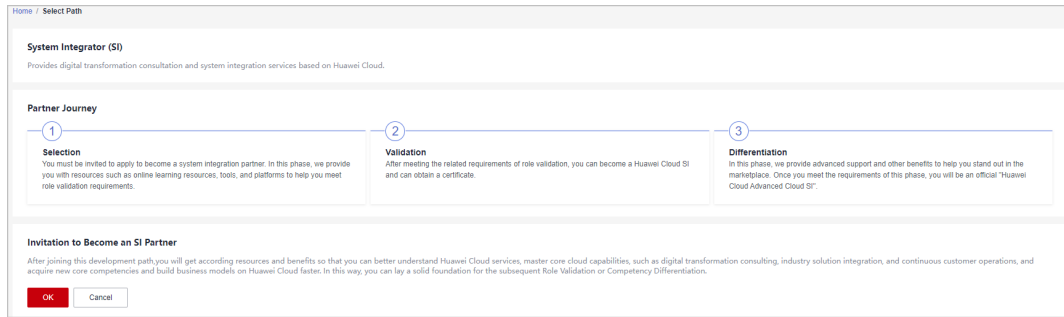 Home / Select Path
System Integrator (SI)
Provides digital transformation consultation and system integration services based on Huawei Cloud.
Partner Journey
1
Selection
You must be invited to apply to become a system integration partner. In this phase, we provide
you with resources such as online learning resources, tools, and platforms to help you meet
role validation requirements.
2
Validation
After meeting the related requirements of role validation, you can become a Huawei Cloud SI
and can obtain a certificate.
3
Differentiation
In this phase, we provide advanced support and other benefits to help you stand out in the
marketplace. Once you meet the requirements of this phase, you will be an official "Huawei
Cloud Advanced Cloud SI".
Invitation to Become an SI Partner
After joining this development path,you will get according resources and benefits so that you can better understand Huawei Cloud services, master core cloud capabilities, such as digital transformation consulting, industry solution integration, and continuous customer operations, and
acquire new core competencies and build business models on Huawei Cloud faster. In this way, you can lay a solid foundation for the subsequent Role Validation or Competency Differentiation.
OK Cancel